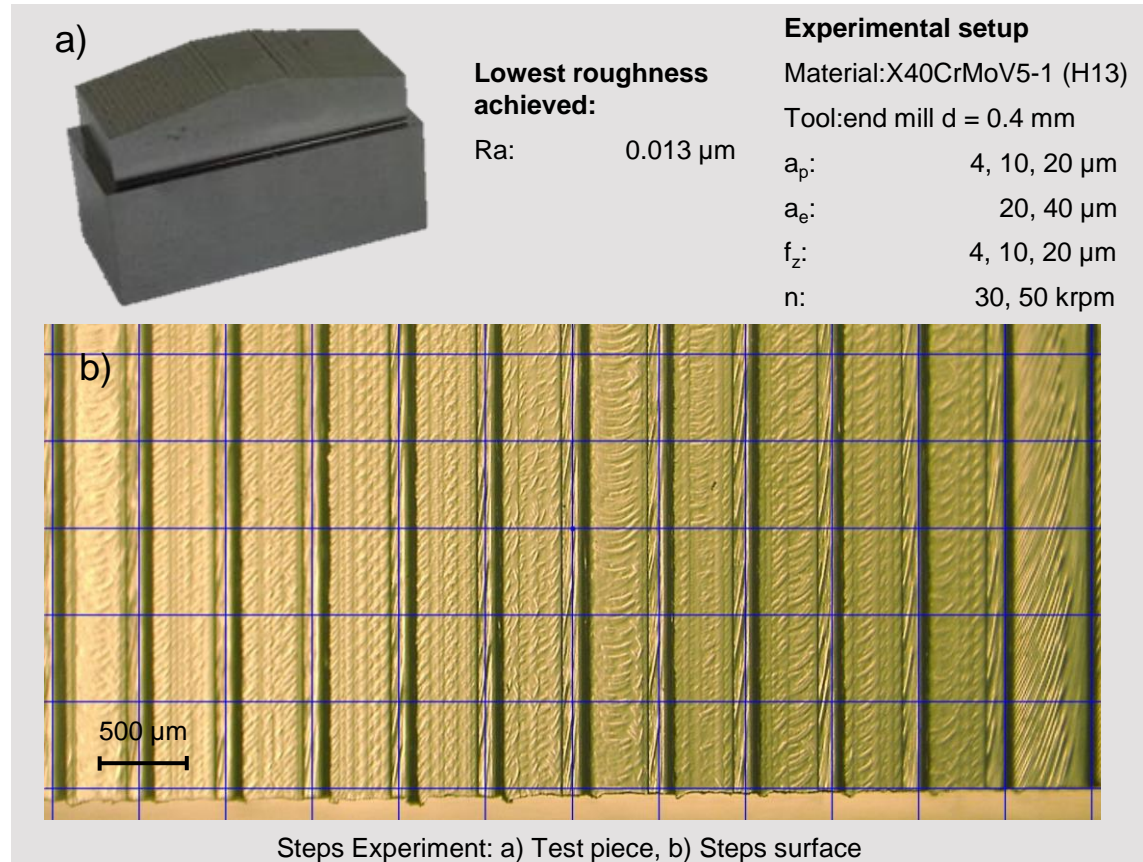 a)
Lowest roughness
achieved:
Ra: 0.013 µm
Experimental setup
Material:X40CrMoV5-1 (H13)
Tool:end mill d = 0.4 mm
ap: 4, 10, 20 µm
ae: 20, 40 µm
fz: 4, 10, 20 µm
n: 30, 50 krpm
b)
500 µm
Steps Experiment: a) Test piece, b) Steps surface